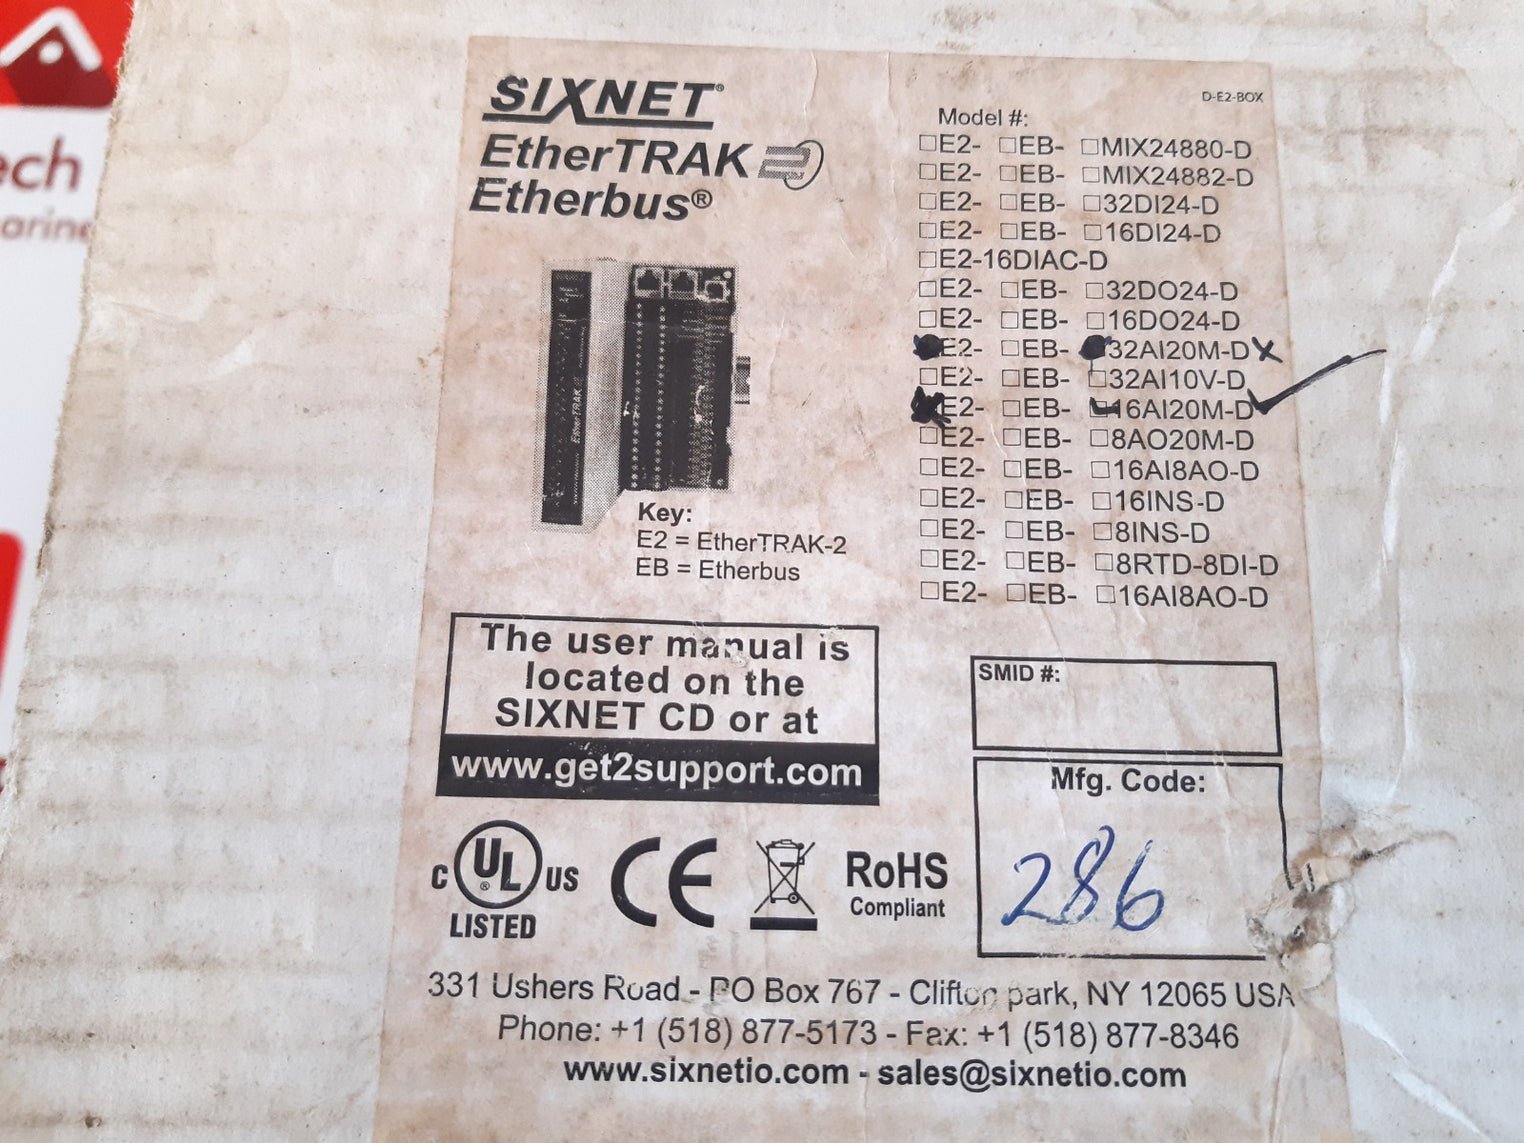 ech
arine
SIXNET®
EtherTRAK 2
Etherbus®
EtherTRAK
Key:
E2 = EtherTRAK-2
EB = Etherbus
D-E2-BOX
Model #:
☐E2- ☐EB- ☐MIX24880-D
☐E2- ☐EB- ☐MIX24882-D
☐E2- ☐EB- ☐32DI24-D
☐E2- ☐EB- ☐16DI24-D
☐E2-16DIAC-D
☐E2- ☐EB- ☐32DO24-D
☐E2- ☐EB- ☐16DO24-D
E2- ☐EB- 32AI20M-D X
☐E2- ☐EB- ☐32AI10V-D
E2- ☐EB- 16AI20M-D ✓
☐E2- ☐EB- ☐8AO20M-D
☐E2- ☐EB- ☐16AI8AO-D
☐E2- ☐EB- ☐16INS-D
☐E2- ☐EB- ☐8INS-D
☐E2- ☐EB- ☐8RTD-8DI-D
☐E2- ☐EB- ☐16AI8AO-D
The user manual is
located on the
SIXNET CD or at
www.get2support.com
SMID #:
Mfg. Code:
286
C UL® US
LISTED
CE
RoHS
Compliant
331 Ushers Road - PO Box 767 - Clifton park, NY 12065 USA
Phone: +1 (518) 877-5173 - Fax: +1 (518) 877-8346
www.sixnetio.com - sales@sixnetio.com